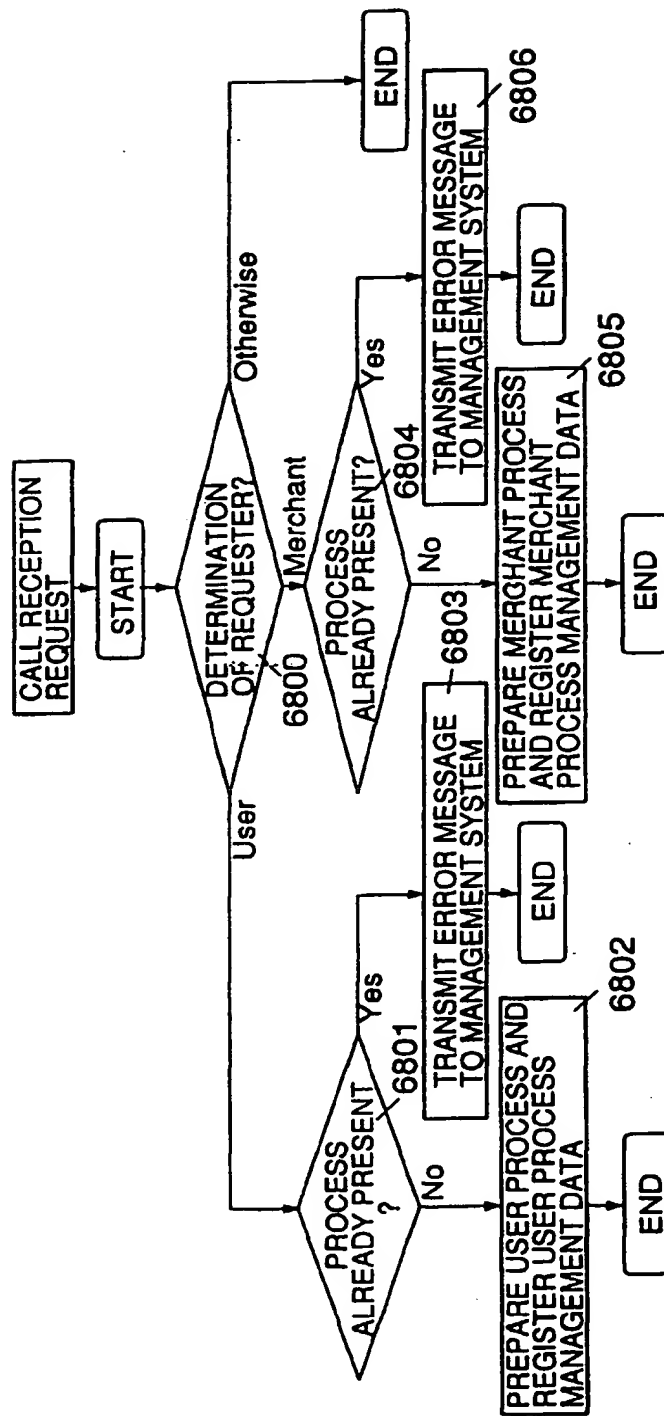 CALL RECEPTION
REQUEST
START
DETERMINATION
OF REQUESTER?
6800
User
Merchant
Otherwise
END
PROCESS
ALREADY PRESENT
?
6801
Yes
No
TRANSMIT ERROR MESSAGE
TO MANAGEMENT SYSTEM
6803
END
PREPARE USER PROCESS AND
REGISTER USER PROCESS
MANAGEMENT DATA
6802
END
PROCESS
ALREADY PRESENT?
6804
Yes
No
TRANSMIT ERROR MESSAGE
TO MANAGEMENT SYSTEM
6806
END
PREPARE MERCHANT PROCESS
AND REGISTER MERCHANT
PROCESS MANAGEMENT DATA
6805
END